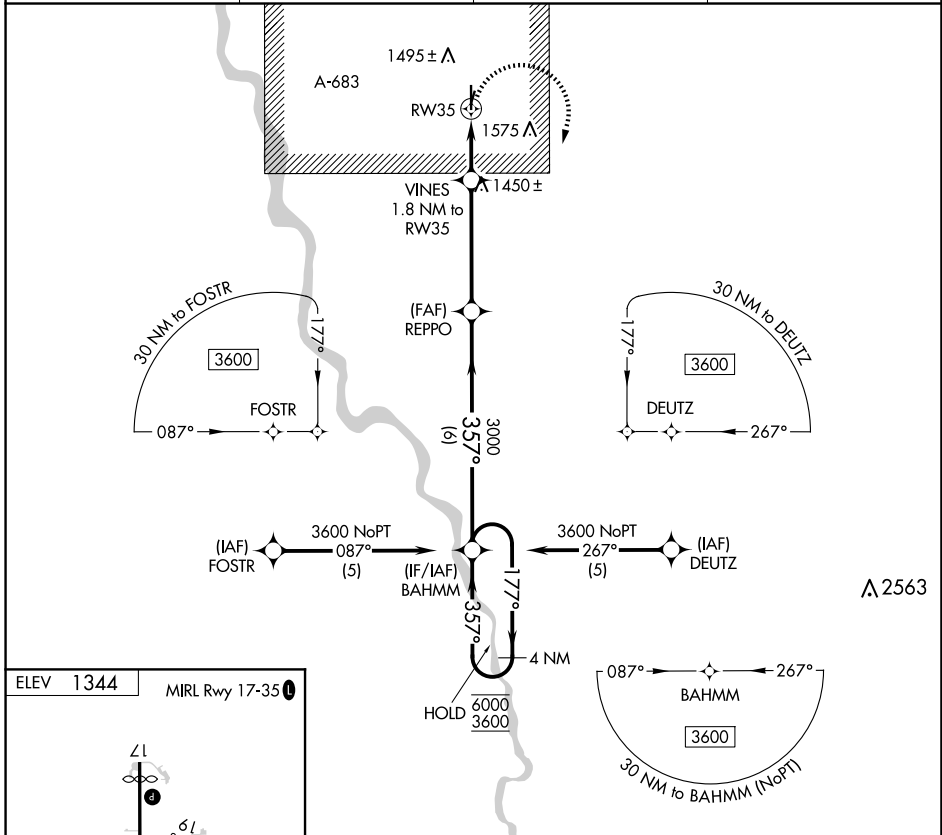 1495±
A-683
RW35
1575
VINES
1.8 NM to
RW35
1450±
(FAF)
REPPO
30 NM to FOSTR
177°
3600
FOSTR
087°
30 NM to DEUTZ
177°
3600
DEUTZ
267°
3000
357°
(6)
(IAF)
FOSTR
3600 NoPT
087°
(5)
(IF/IAF)
BAHMM
3600 NoPT
267°
(5)
(IAF)
DEUTZ
177°
357°
4 NM
HOLD
6000
3600
2563
087°
267°
BAHMM
3600
30 NM to BAHMM (NoPT)
ELEV 1344
MIRL Rwy 17-35 L
17
P
19